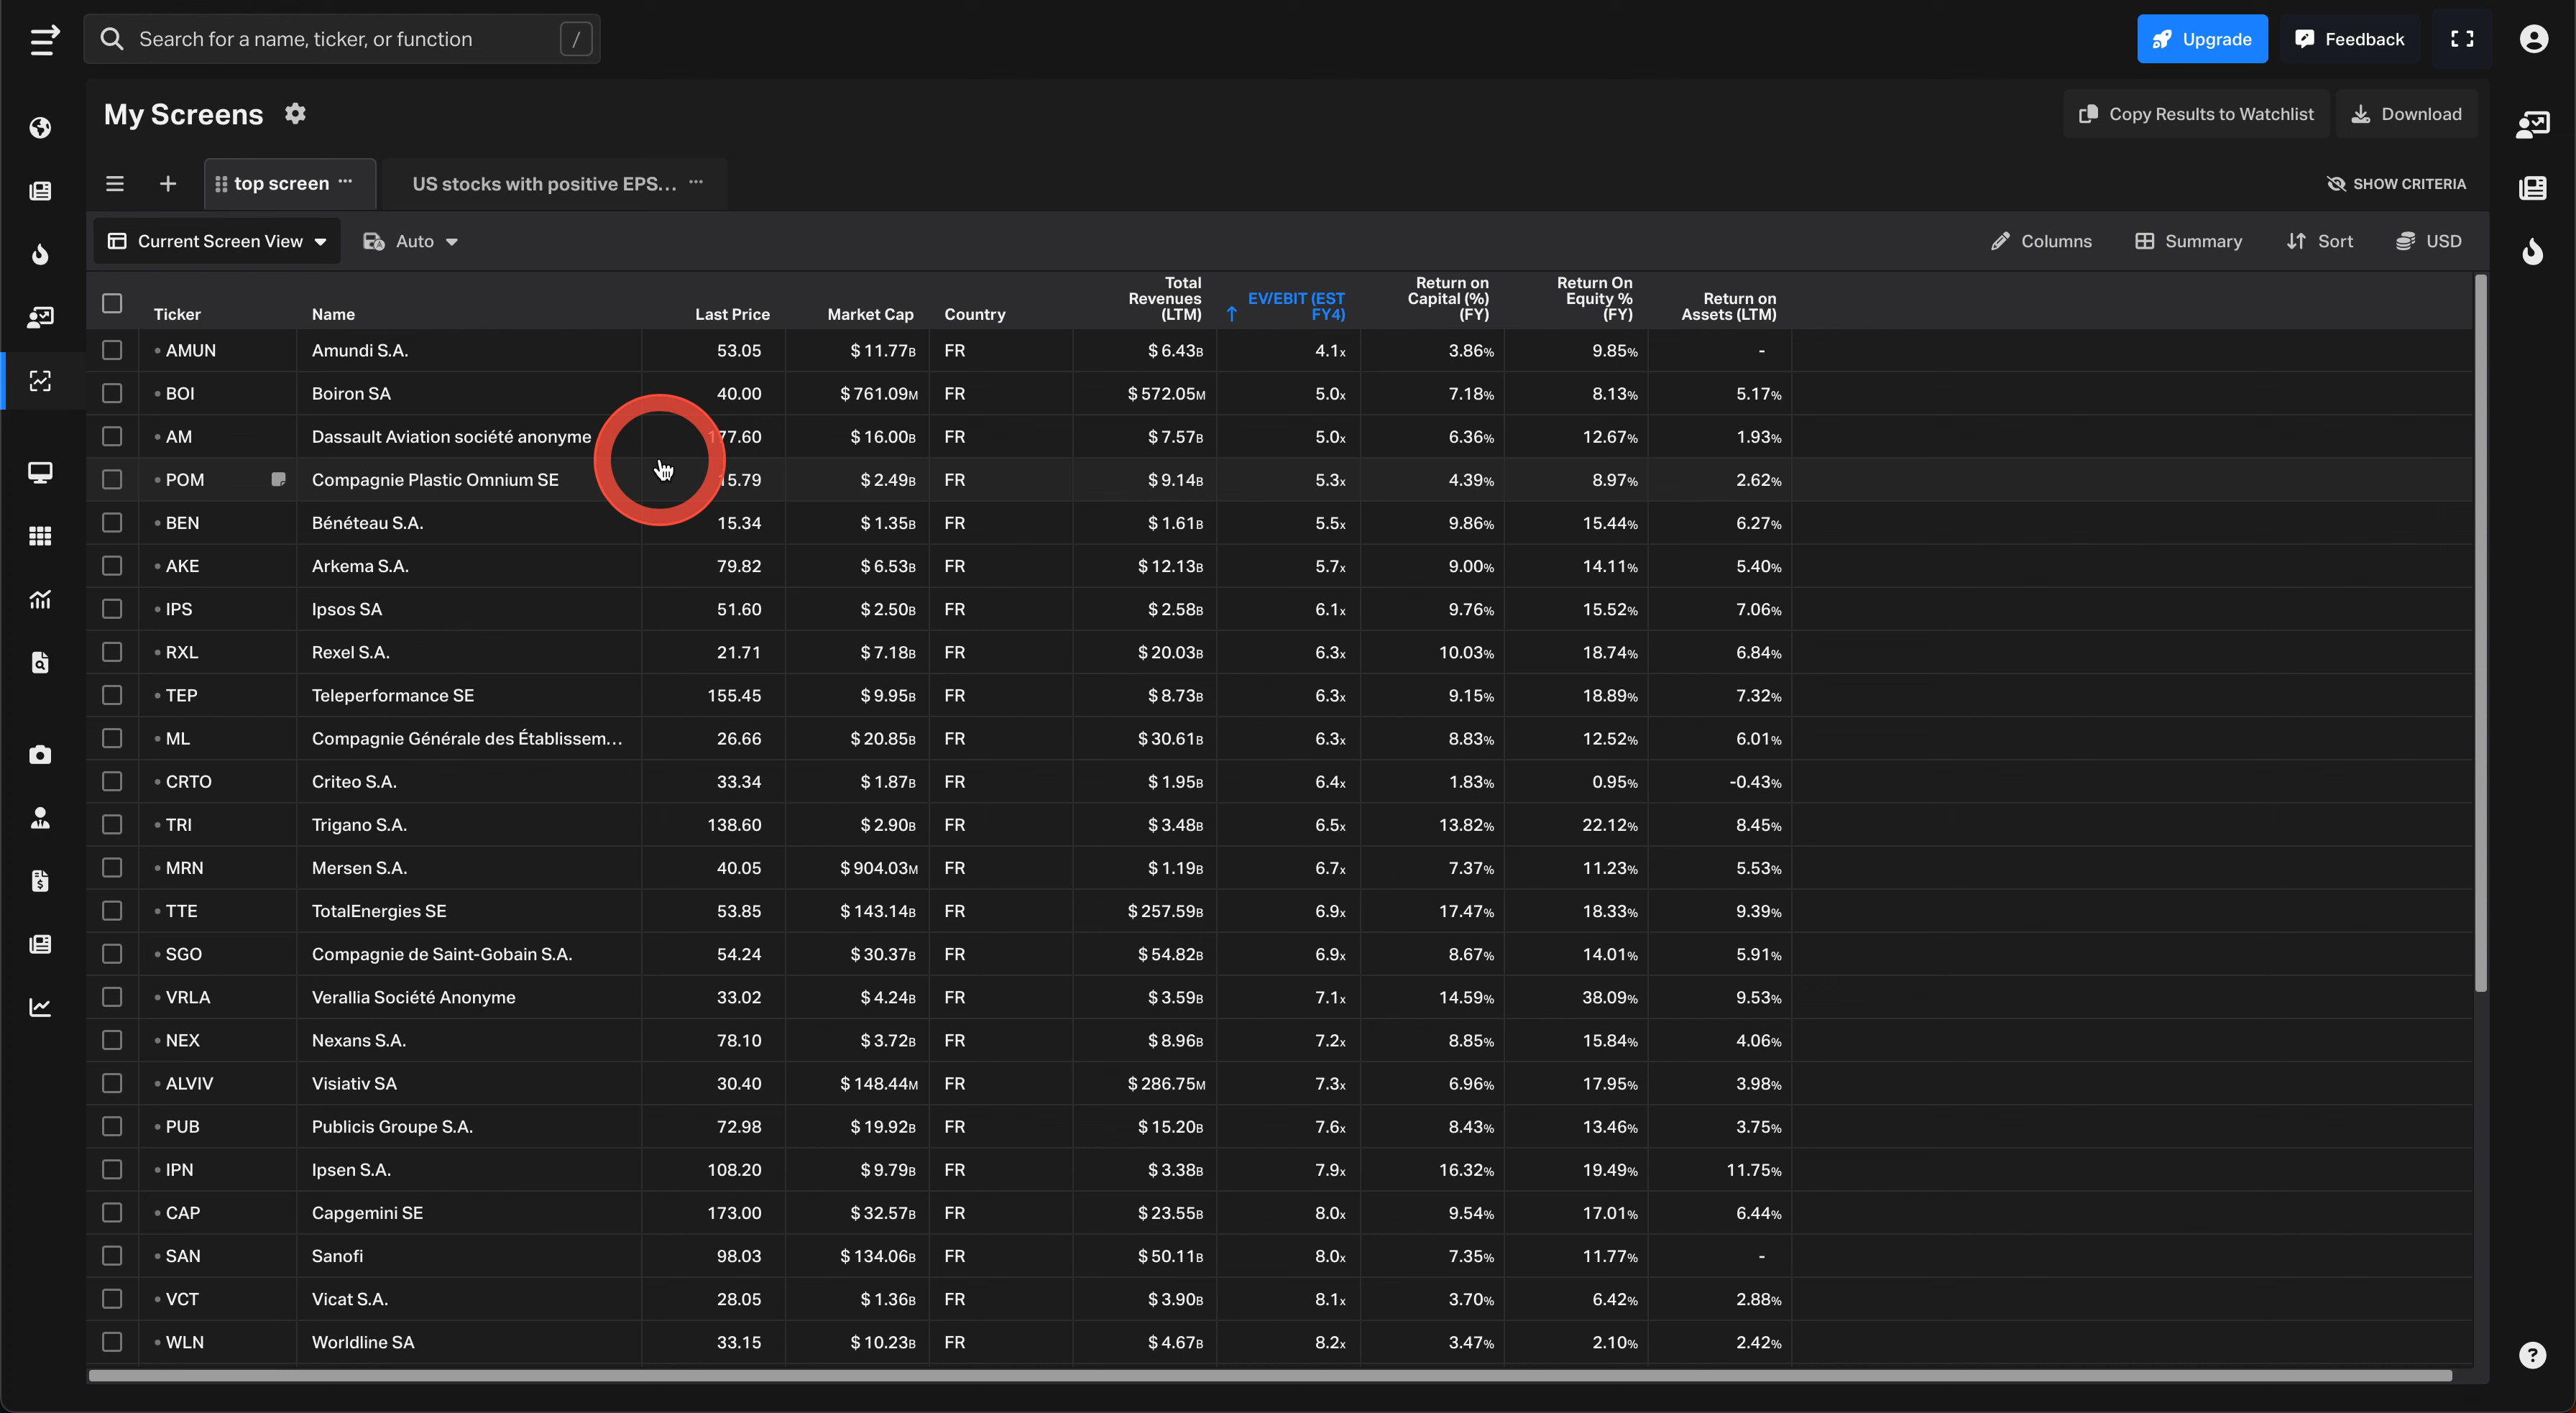 Search for a name, ticker, or function /
Upgrade Feedback
My Screens
Copy Results to Watchlist Download
top screen ··· US stocks with positive EPS... ···
SHOW CRITERIA
Current Screen View Auto
Columns Summary Sort USD
Ticker Name Last Price Market Cap Country Total Revenues (LTM) ↑ EV/EBIT (EST FY4) Return on Capital (%) (FY) Return On Equity % (FY) Return on Assets (LTM)
AMUN Amundi S.A. 53.05 $ 11.77B FR $ 6.43B 4.1x 3.86% 9.85% -
BOI Boiron SA 40.00 $ 761.09M FR $ 572.05M 5.0x 7.18% 8.13% 5.17%
AM Dassault Aviation société anonyme 177.60 $ 16.00B FR $ 7.57B 5.0x 6.36% 12.67% 1.93%
POM Compagnie Plastic Omnium SE 15.79 $ 2.49B FR $ 9.14B 5.3x 4.39% 8.97% 2.62%
BEN Bénéteau S.A. 15.34 $ 1.35B FR $ 1.61B 5.5x 9.86% 15.44% 6.27%
AKE Arkema S.A. 79.82 $ 6.53B FR $ 12.13B 5.7x 9.00% 14.11% 5.40%
IPS Ipsos SA 51.60 $ 2.50B FR $ 2.58B 6.1x 9.76% 15.52% 7.06%
RXL Rexel S.A. 21.71 $ 7.18B FR $ 20.03B 6.3x 10.03% 18.74% 6.84%
TEP Teleperformance SE 155.45 $ 9.95B FR $ 8.73B 6.3x 9.15% 18.89% 7.32%
ML Compagnie Générale des Établissem... 26.66 $ 20.85B FR $ 30.61B 6.3x 8.83% 12.52% 6.01%
CRTO Criteo S.A. 33.34 $ 1.87B FR $ 1.95B 6.4x 1.83% 0.95% -0.43%
TRI Trigano S.A. 138.60 $ 2.90B FR $ 3.48B 6.5x 13.82% 22.12% 8.45%
MRN Mersen S.A. 40.05 $ 904.03M FR $ 1.19B 6.7x 7.37% 11.23% 5.53%
TTE TotalEnergies SE 53.85 $ 143.14B FR $ 257.59B 6.9x 17.47% 18.33% 9.39%
SGO Compagnie de Saint-Gobain S.A. 54.24 $ 30.37B FR $ 54.82B 6.9x 8.67% 14.01% 5.91%
VRLA Verallia Société Anonyme 33.02 $ 4.24B FR $ 3.59B 7.1x 14.59% 38.09% 9.53%
NEX Nexans S.A. 78.10 $ 3.72B FR $ 8.96B 7.2x 8.85% 15.84% 4.06%
ALVIV Visiativ SA 30.40 $ 148.44M FR $ 286.75M 7.3x 6.96% 17.95% 3.98%
PUB Publicis Groupe S.A. 72.98 $ 19.92B FR $ 15.20B 7.6x 8.43% 13.46% 3.75%
IPN Ipsen S.A. 108.20 $ 9.79B FR $ 3.38B 7.9x 16.32% 19.49% 11.75%
CAP Capgemini SE 173.00 $ 32.57B FR $ 23.55B 8.0x 9.54% 17.01% 6.44%
SAN Sanofi 98.03 $ 134.06B FR $ 50.11B 8.0x 7.35% 11.77% -
VCT Vicat S.A. 28.05 $ 1.36B FR $ 3.90B 8.1x 3.70% 6.42% 2.88%
WLN Worldline SA 33.15 $ 10.23B FR $ 4.67B 8.2x 3.47% 2.10% 2.42%
?